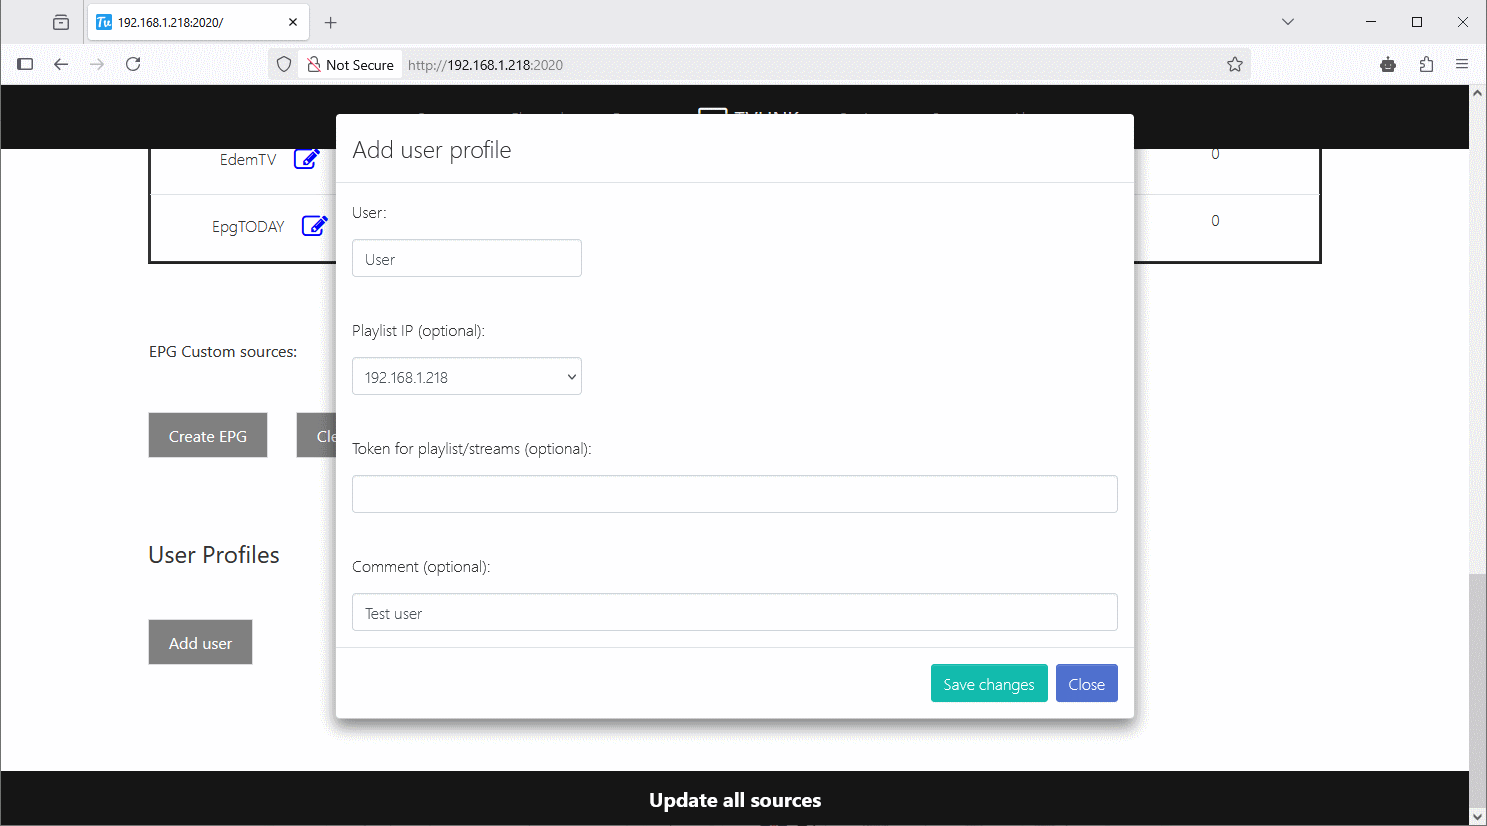 Tu 192.168.1.218:2020/
Not Secure http://192.168.1.218:2020
Add user profile
EdemTV 0
User:
EpgTODAY 0
User
Playlist IP (optional):
EPG Custom sources:
192.168.1.218
Create EPG Cle
Token for playlist/streams (optional):
User Profiles
Comment (optional):
Test user
Add user
Save changes Close
Update all sources